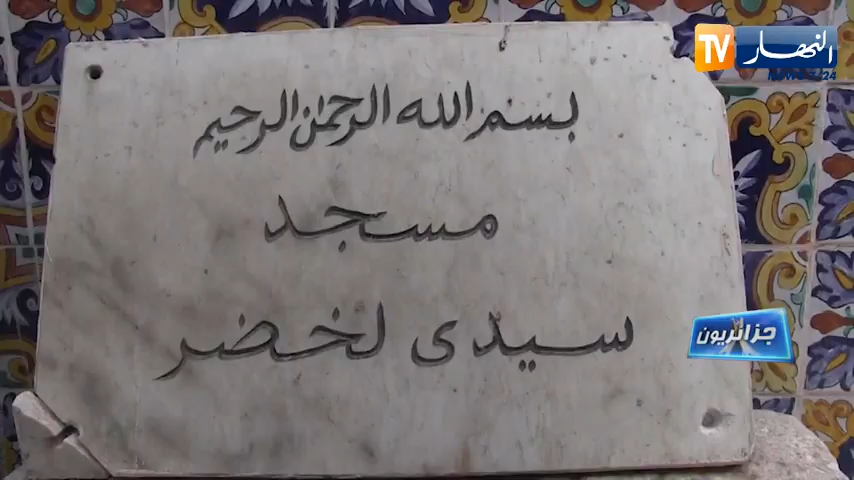 بسم الله الرحمن الرحيم
مسجد
سيدى لخضر
النهار TV
جزائريون